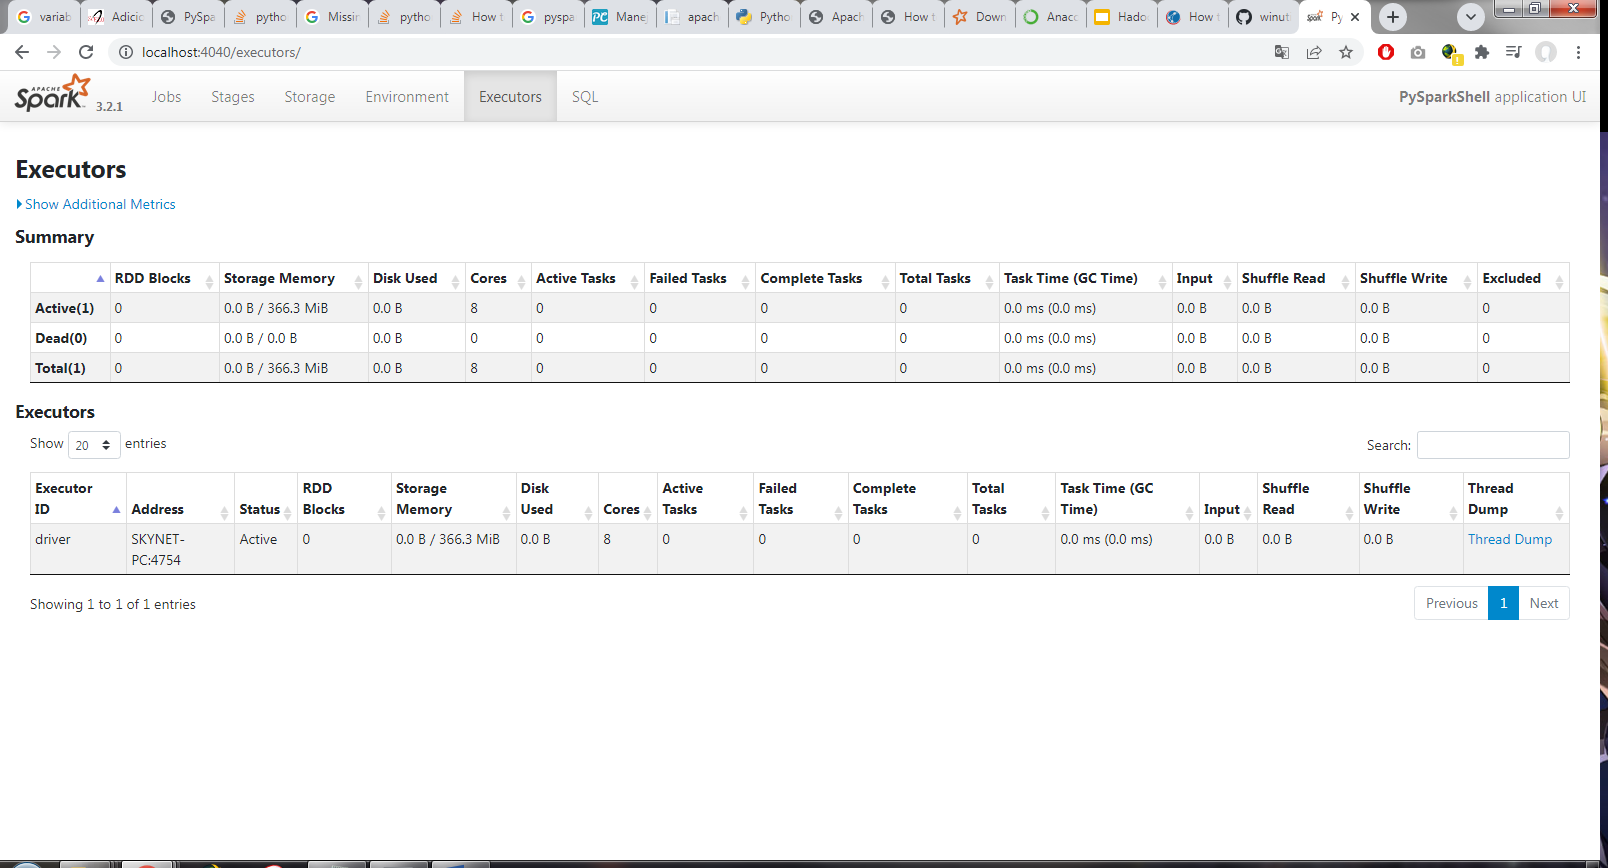 variab Adicio PySpa pytho Missin pytho How t pyspa PC Mane apach Pytho Apach How t Down Anaco Hado How t winut Py
localhost:4040/executors/
APACHE Spark 3.2.1 Jobs Stages Storage Environment Executors SQL PySparkShell application UI
Executors
Show Additional Metrics
Summary
RDD Blocks Storage Memory Disk Used Cores Active Tasks Failed Tasks Complete Tasks Total Tasks Task Time (GC Time) Input Shuffle Read Shuffle Write Excluded
Active(1) 0 0.0 B / 366.3 MiB 0.0 B 8 0 0 0 0 0.0 ms (0.0 ms) 0.0 B 0.0 B 0.0 B 0
Dead(0) 0 0.0 B / 0.0 B 0.0 B 0 0 0 0 0 0.0 ms (0.0 ms) 0.0 B 0.0 B 0.0 B 0
Total(1) 0 0.0 B / 366.3 MiB 0.0 B 8 0 0 0 0 0.0 ms (0.0 ms) 0.0 B 0.0 B 0.0 B 0
Executors
Show 20 entries Search:
Executor ID Address Status RDD Blocks Storage Memory Disk Used Cores Active Tasks Failed Tasks Complete Tasks Total Tasks Task Time (GC Time) Input Shuffle Read Shuffle Write Thread Dump
driver SKYNET-PC:4754 Active 0 0.0 B / 366.3 MiB 0.0 B 8 0 0 0 0 0.0 ms (0.0 ms) 0.0 B 0.0 B 0.0 B Thread Dump
Showing 1 to 1 of 1 entries Previous 1 Next